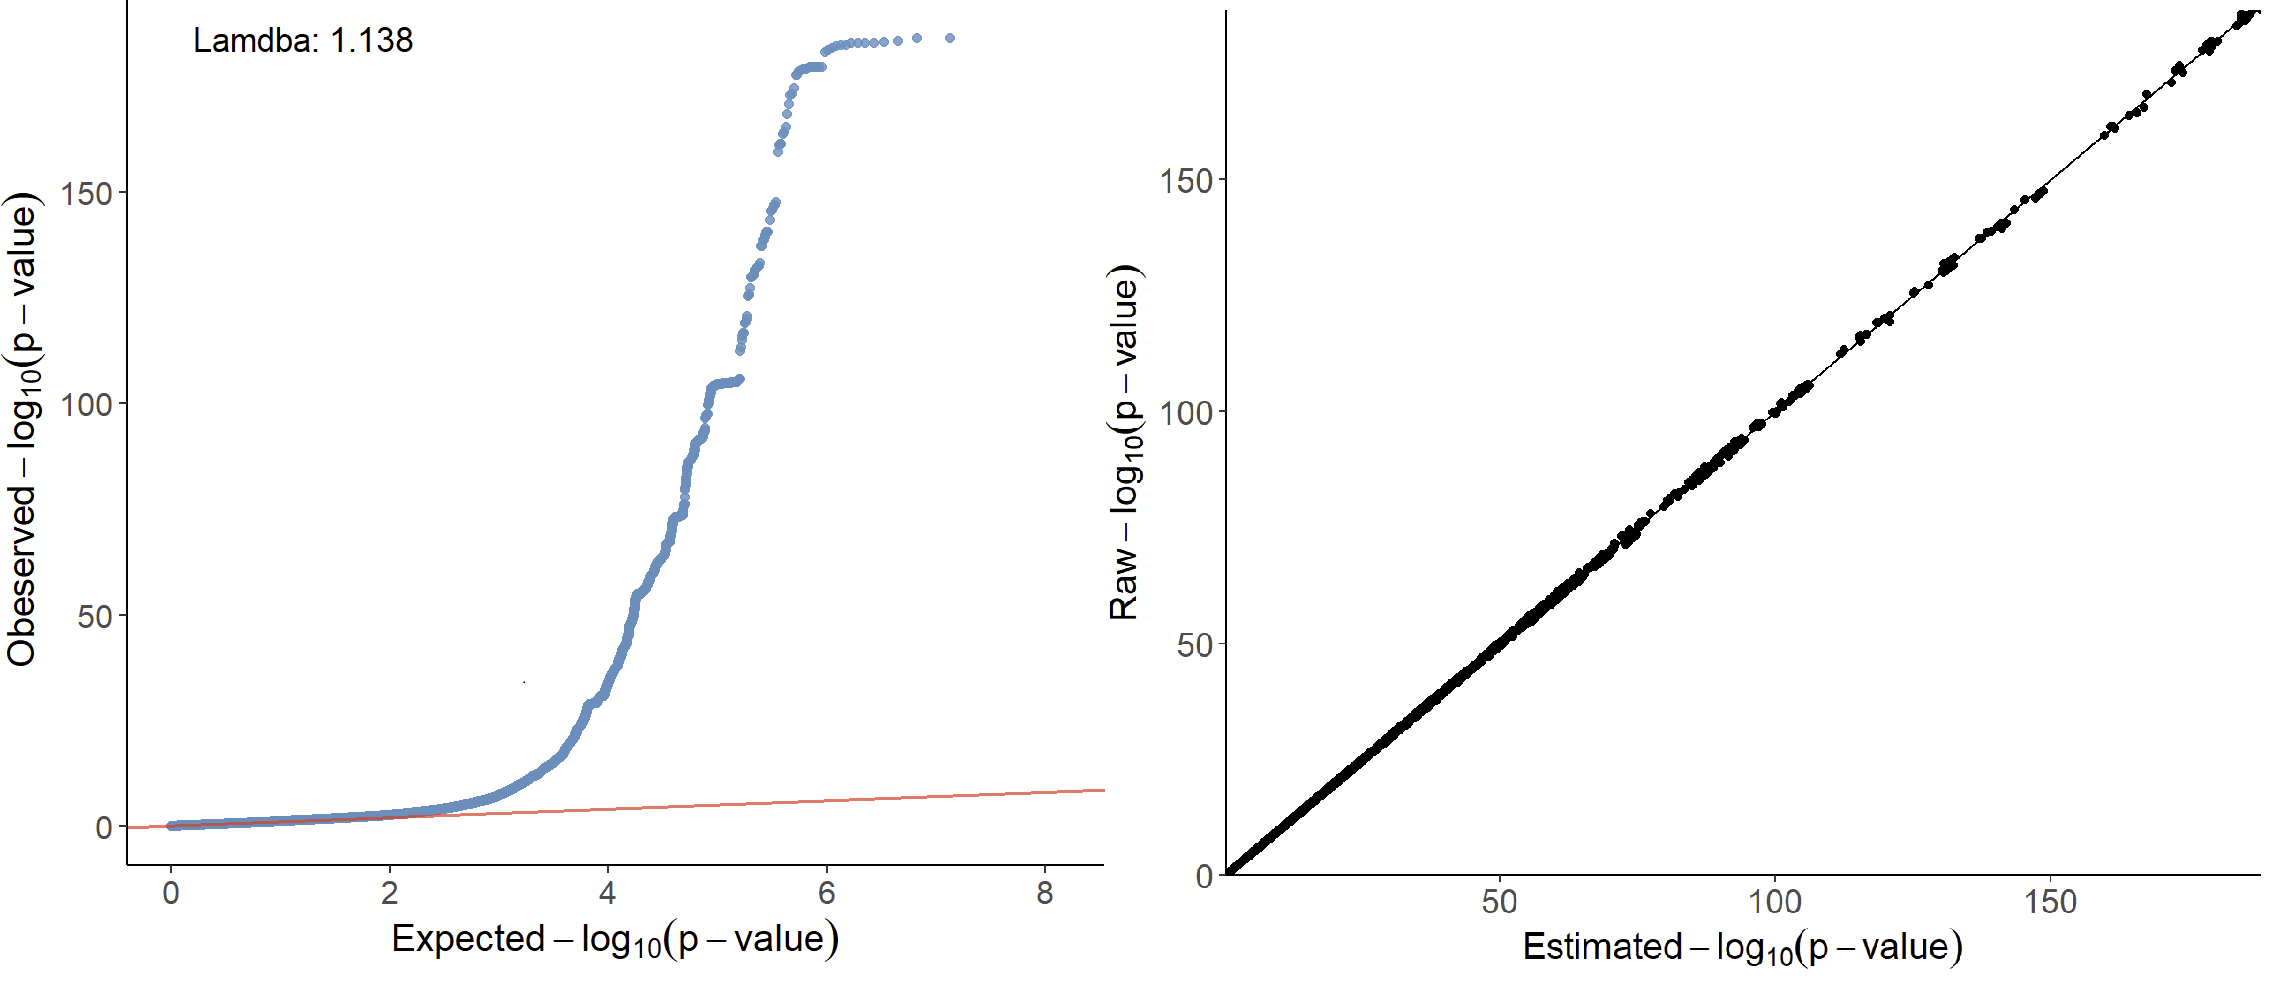 Lamdba: 1.138
Obeserved – log10(p – value)
150
100
50
0
0 2 4 6 8
Expected – log10(p – value)
Raw – log10(p – value)
150
100
50
0
50 100 150
Estimated – log10(p – value)